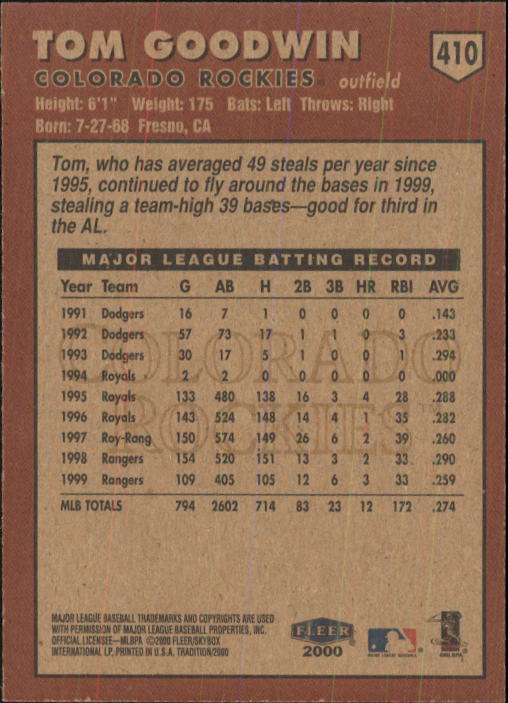 TOM GOODWIN
410
COLORADO ROCKIES outfield
Height: 6'1" Weight: 175 Bats: Left Throws: Right
Born: 7-27-68 Fresno, CA
Tom, who has averaged 49 steals per year since
1995, continued to fly around the bases in 1999,
stealing a team-high 39 bases—good for third in
the AL.
MAJOR LEAGUE BATTING RECORD
Year Team G AB H 2B 3B HR RBI AVG
1991 Dodgers 16 7 1 0 0 0 0 .143
1992 Dodgers 57 73 17 1 0 0 3 .233
1993 Dodgers 30 17 5 1 0 0 1 .294
1994 Royals 2 2 0 0 0 0 0 .000
1995 Royals 133 480 138 16 3 4 28 .288
1996 Royals 143 524 148 14 4 1 35 .282
1997 Roy-Rang 150 574 149 26 6 2 39 .260
1998 Rangers 154 520 151 13 3 2 33 .290
1999 Rangers 109 405 105 12 6 3 33 .259
MLB TOTALS 794 2602 714 83 23 12 172 .274
COLORADO
ROCKIES
MAJOR LEAGUE BASEBALL TRADEMARKS AND COPYRIGHTS ARE USED
WITH PERMISSION OF MAJOR LEAGUE BASEBALL PROPERTIES, INC.
OFFICIAL LICENSEE—MLBPA ©2000 FLEER/SKYBOX
INTERNATIONAL LP, PRINTED IN U.S.A. TRADITION/2000
FLEER
2000
MAJOR LEAGUE BASEBALL
©MLBPA